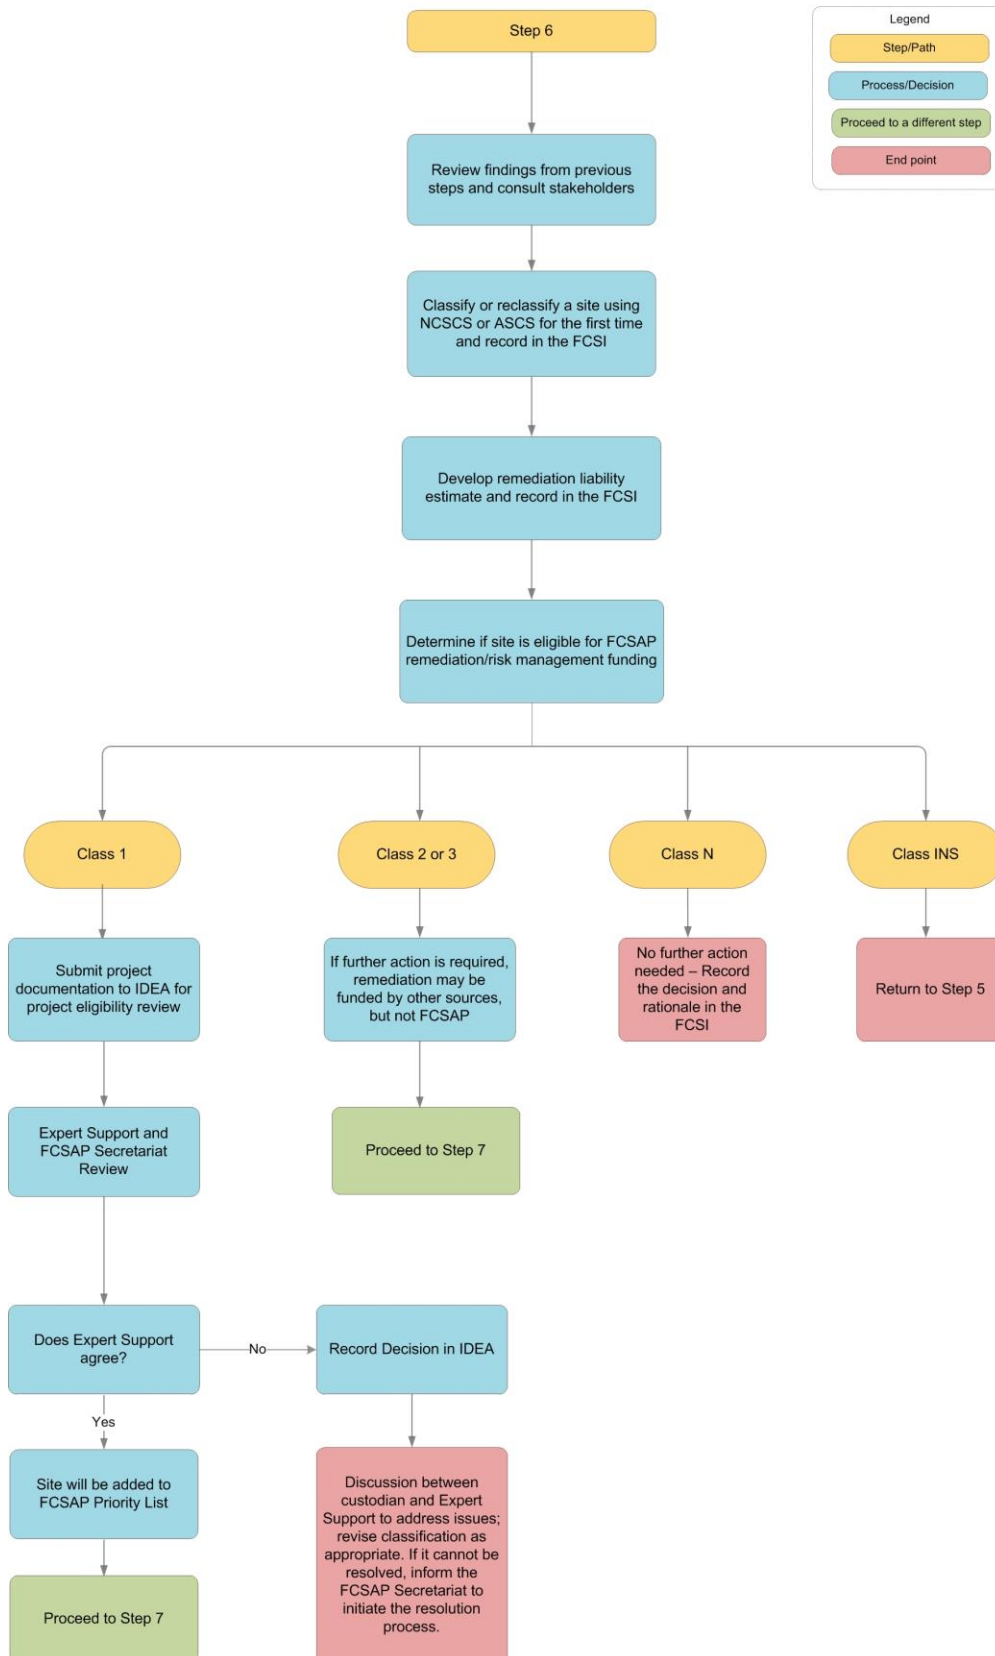 Step 6
Legend
Step/Path
Process/Decision
Proceed to a different step
End point
Review findings from previous
steps and consult stakeholders
Classify or reclassify a site using
NCSCS or ASCS for the first time
and record in the FCSI
Develop remediation liability
estimate and record in the FCSI
Determine if site is eligible for FCSAP
remediation/risk management funding
Class 1
Class 2 or 3
Class N
Class INS
Submit project
documentation to IDEA for
project eligibility review
If further action is required,
remediation may be
funded by other sources,
but not FCSAP
No further action
needed – Record
the decision and
rationale in the
FCSI
Return to Step 5
Expert Support and
FCSAP Secretariat
Review
Proceed to Step 7
Does Expert Support
agree?
No
Record Decision in IDEA
Yes
Site will be added to
FCSAP Priority List
Discussion between
custodian and Expert
Support to address issues;
revise classification as
appropriate. If it cannot be
resolved, inform the
FCSAP Secretariat to
initiate the resolution
process.
Proceed to Step 7